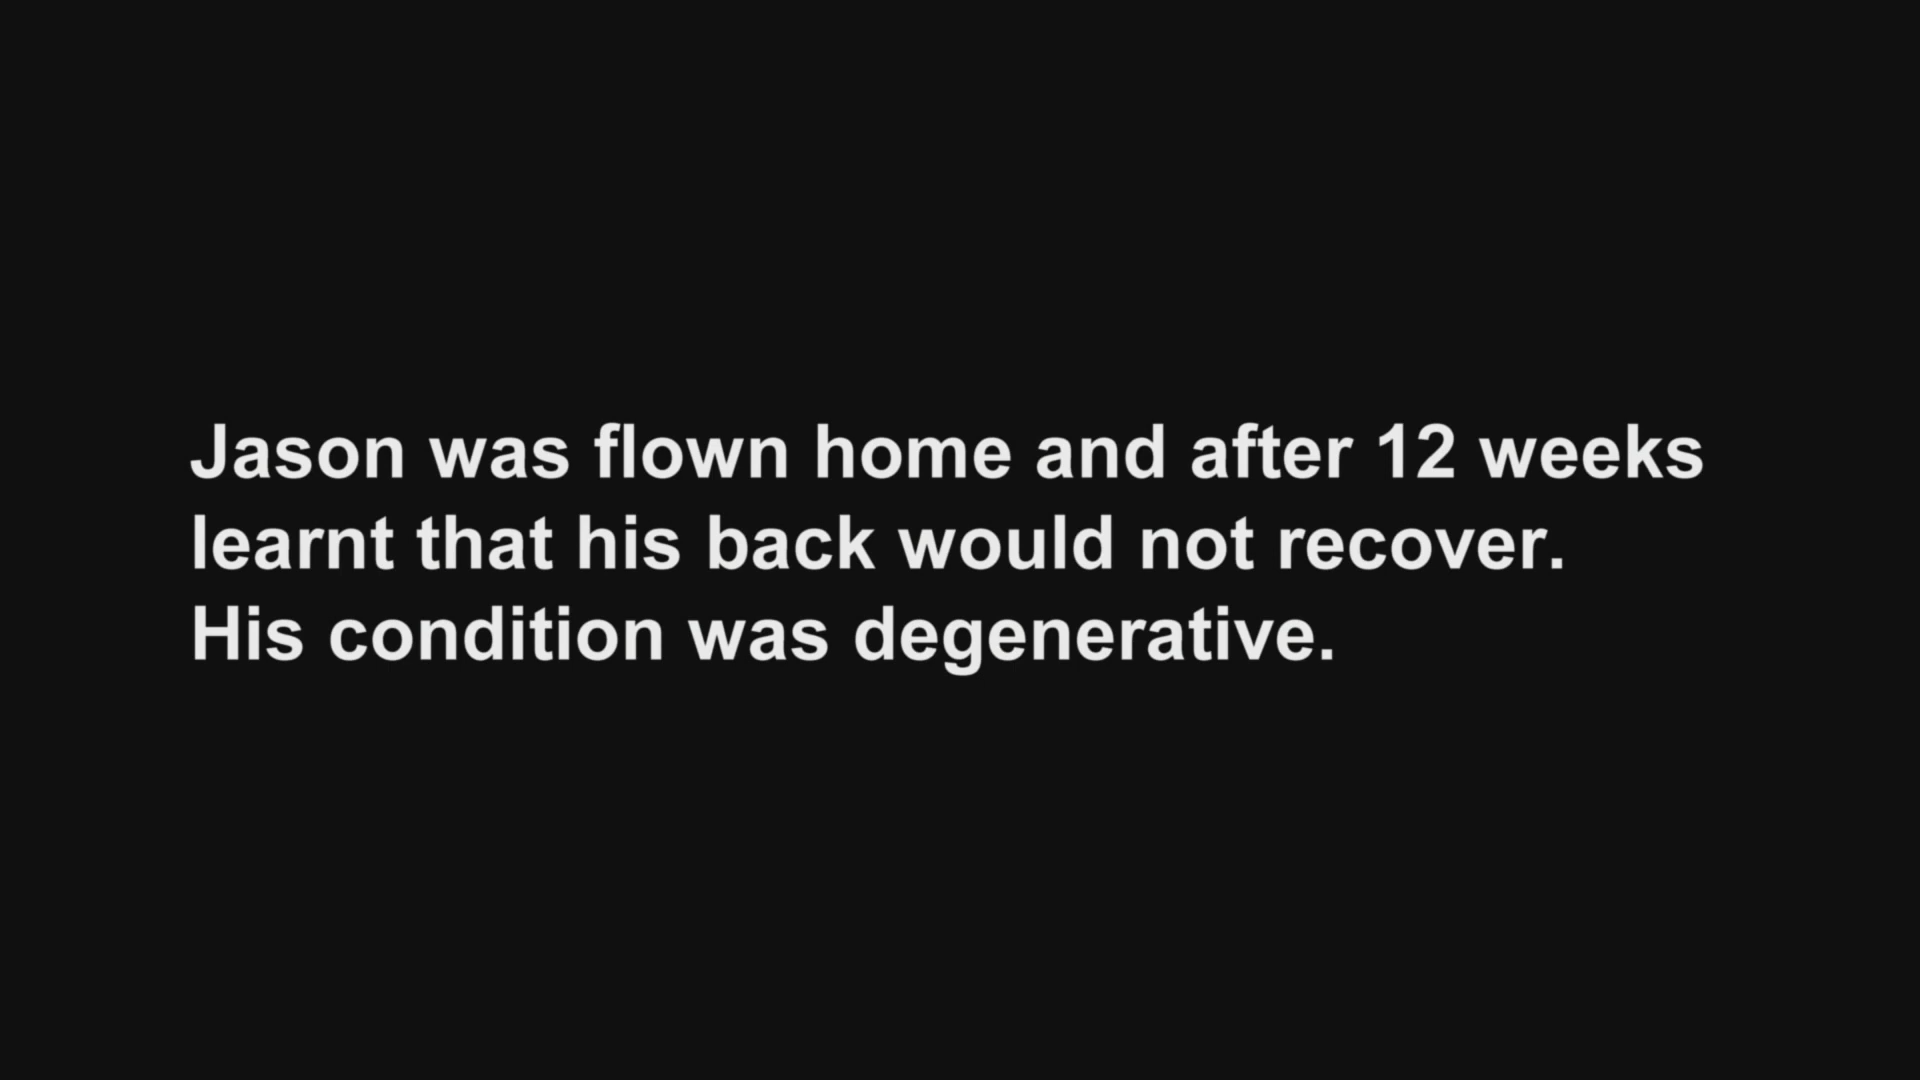 Jason was flown home and after 12 weeks
learnt that his back would not recover.
His condition was degenerative.